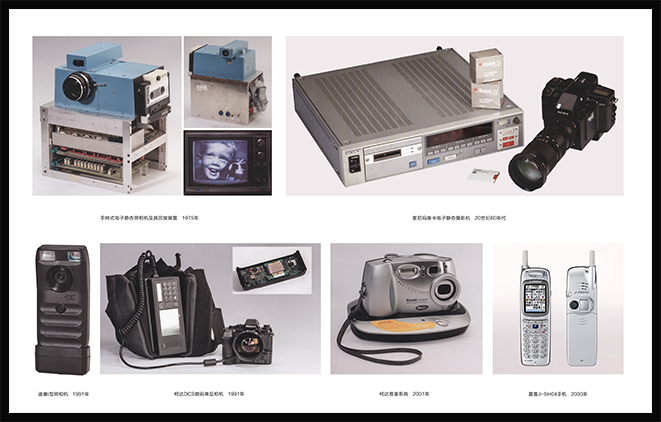 手持式电子静态照相机及其回放装置 1975年
索尼玛维卡电子静态摄影机 20世纪80年代
迪康I型照相机 1991年
柯达DCS数码单反相机 1991年
柯达易享系统 2001年
夏普J-SH04手机 2000年